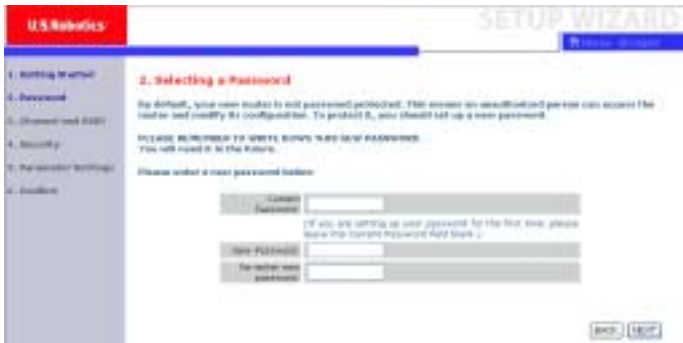 U.S.Robotics
SETUP WIZARD
Home
1. Getting Started
2. Password
3. Channel and SSID
4. Security
5. Parameter Settings
6. Confirm
2. Selecting a Password
By default, your new router is not password protected. This means an unauthorized person can access the
router and modify its configuration. To protect it, you should set up a new password.
PLEASE REMEMBER TO WRITE DOWN THIS NEW PASSWORD.
You will need it in the future.
Please enter a new password below:
Current
Password
(If you are setting up your password for the first time, please
leave the Current Password field blank.)
New Password
Re-enter new
password
BACK
NEXT